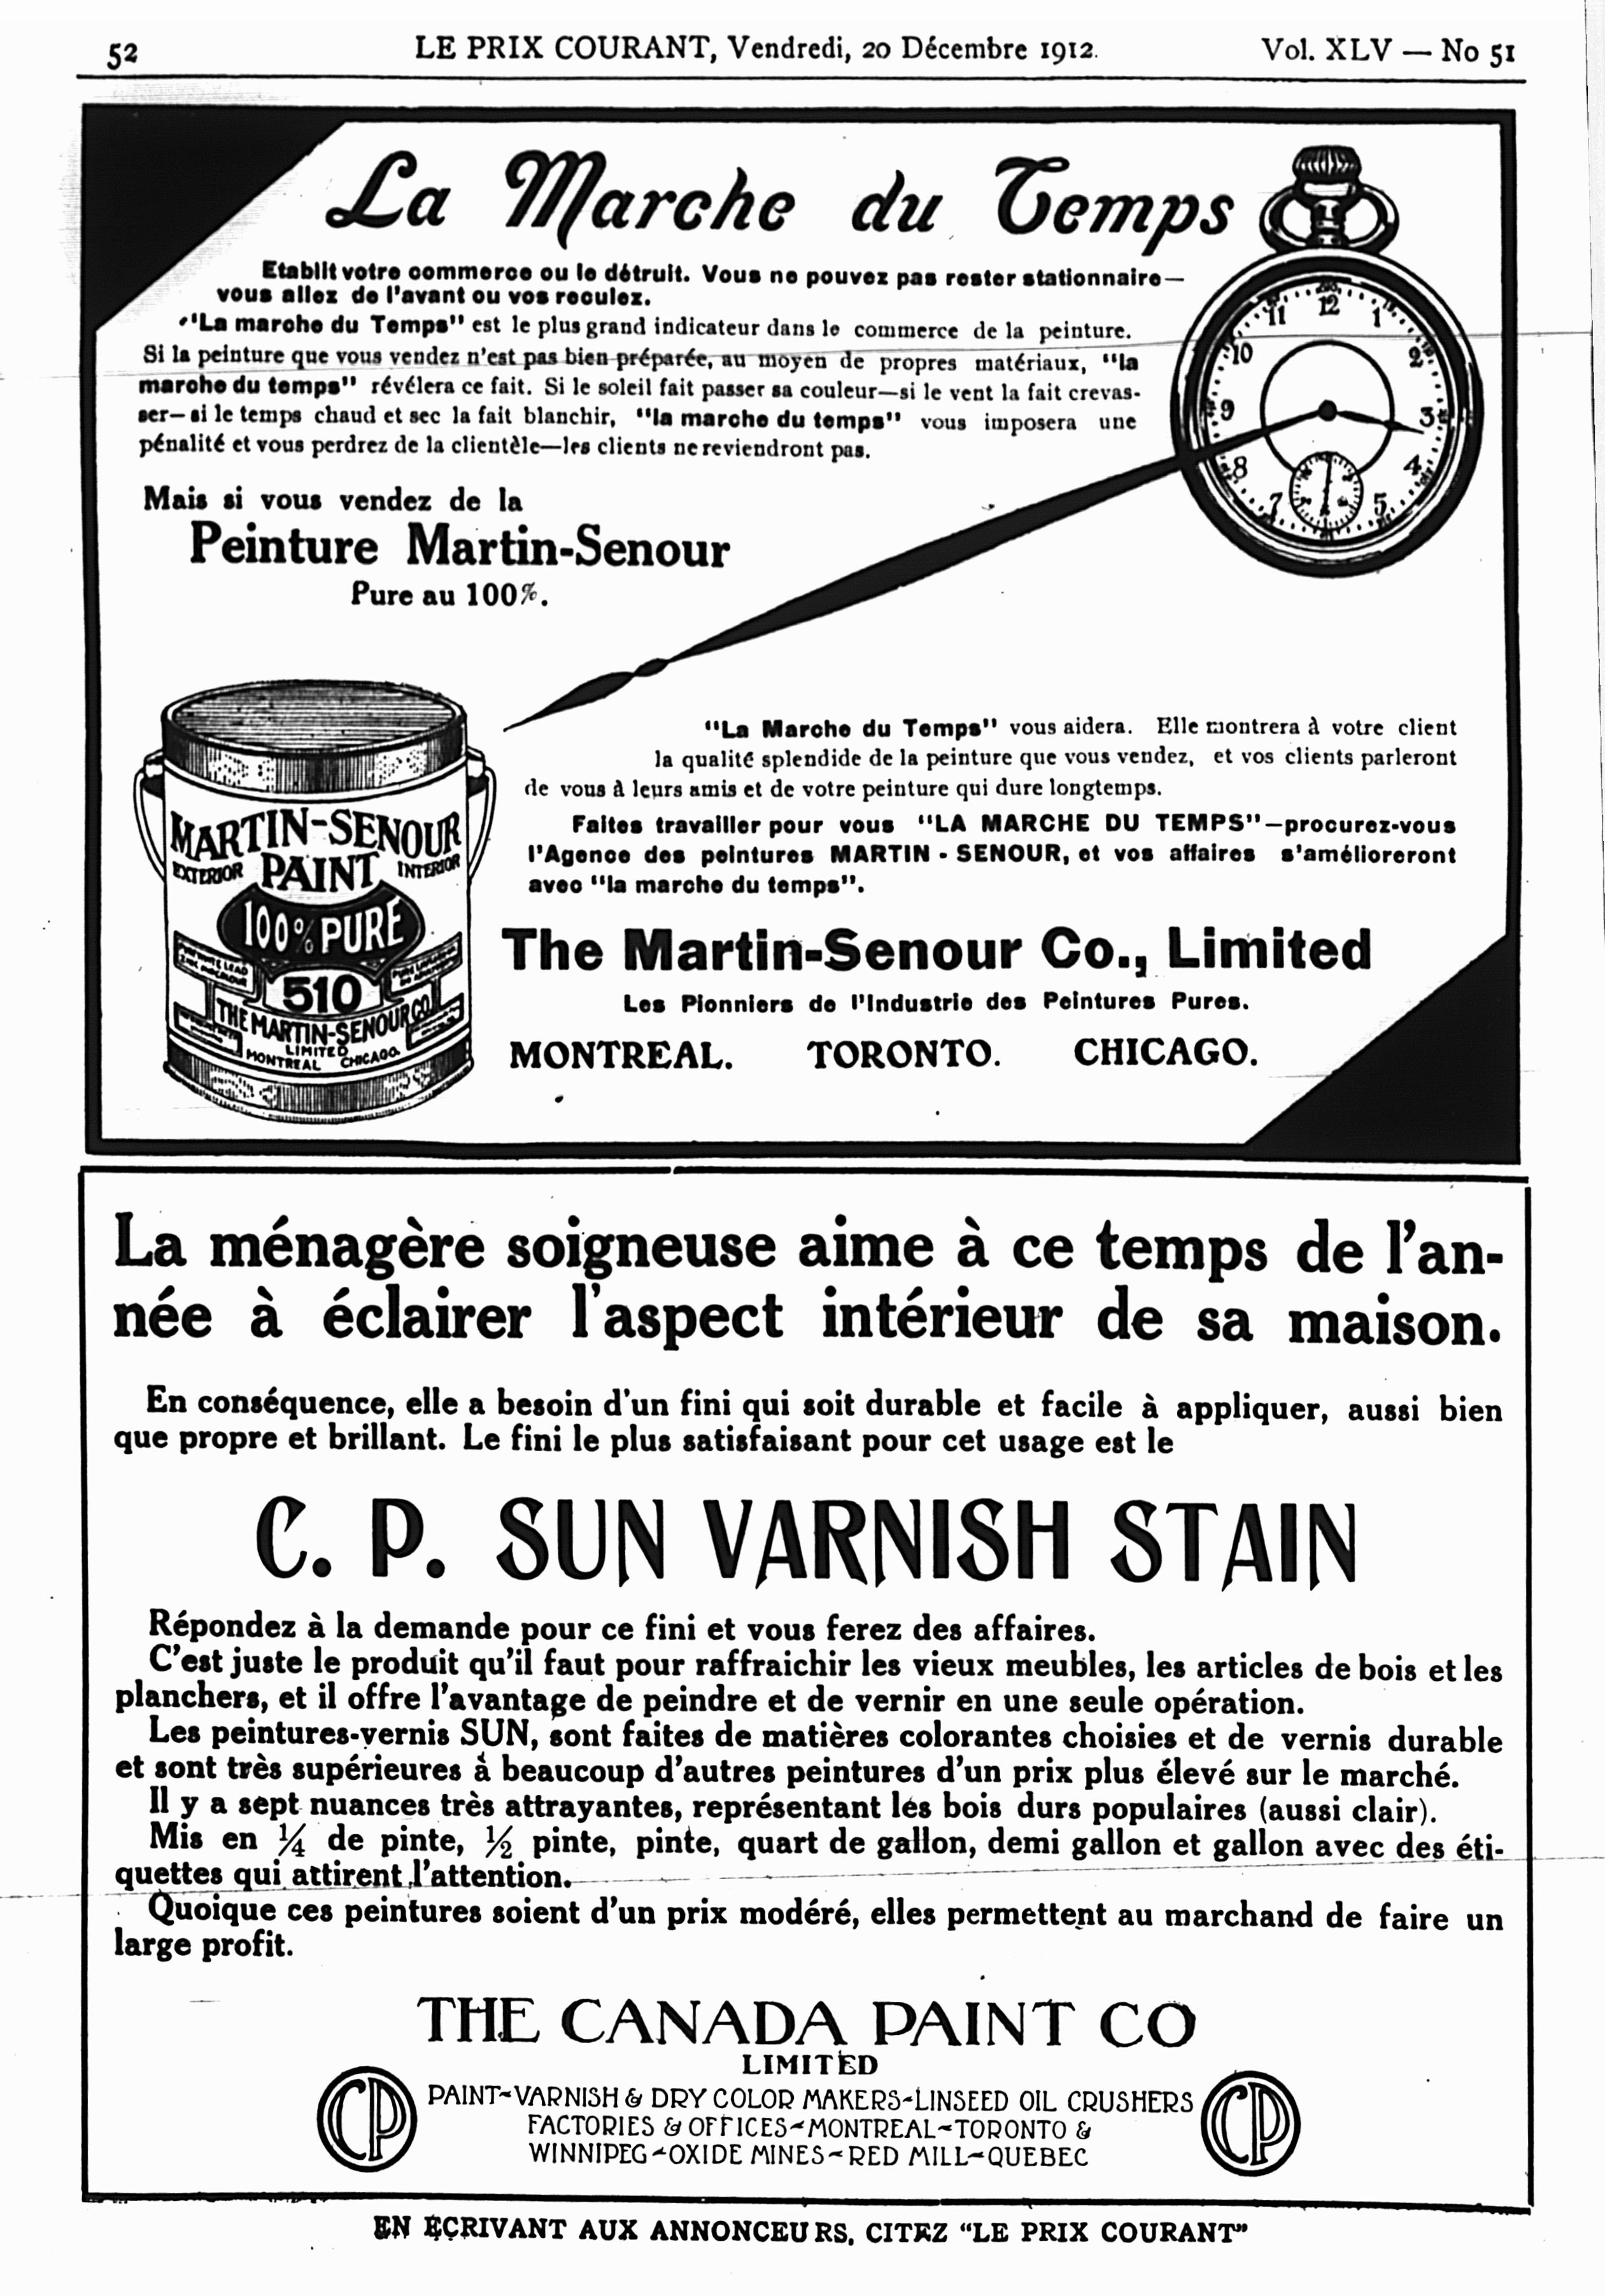 52
LE PRIX COURANT, Vendredi, 20 Décembre 1912.
Vol. XLV — No 51
La Marche du Temps
Etablit votre commerce ou le détruit. Vous ne pouvez pas rester stationnaire—
vous allez de l'avant ou vos reculez.
"La marche du Temps" est le plus grand indicateur dans le commerce de la peinture.
Si la peinture que vous vendez n'est pas bien préparée, au moyen de propres matériaux, "la
marche du temps" révélera ce fait. Si le soleil fait passer sa couleur—si le vent la fait crevas-
ser—si le temps chaud et sec la fait blanchir, "la marche du temps" vous imposera une
pénalité et vous perdrez de la clientèle—les clients ne reviendront pas.
11 12 1
10 2
9 3
8 4
7 5
Mais si vous vendez de la
Peinture Martin-Senour
Pure au 100%.
"La Marche du Temps" vous aidera. Elle montrera à votre client
la qualité splendide de la peinture que vous vendez, et vos clients parleront
de vous à leurs amis et de votre peinture qui dure longtemps.
Faites travailler pour vous "LA MARCHE DU TEMPS"—procurez-vous
l'Agence des peintures MARTIN - SENOUR, et vos affaires s'amélioreront
avec "la marche du temps".
MARTIN-SENOUR
EXTERIOR PAINT INTERIOR
100% PURE
510
THE MARTIN-SENOUR CO.
LIMITED
MONTREAL CHICAGO.
The Martin-Senour Co., Limited
Les Pionniers de l'Industrie des Peintures Pures.
MONTREAL. TORONTO. CHICAGO.
La ménagère soigneuse aime à ce temps de l'an-
née à éclairer l'aspect intérieur de sa maison.
En conséquence, elle a besoin d'un fini qui soit durable et facile à appliquer, aussi bien
que propre et brillant. Le fini le plus satisfaisant pour cet usage est le
C. P. SUN VARNISH STAIN
Répondez à la demande pour ce fini et vous ferez des affaires.
C'est juste le produit qu'il faut pour raffraichir les vieux meubles, les articles de bois et les
planchers, et il offre l'avantage de peindre et de vernir en une seule opération.
Les peintures-vernis SUN, sont faites de matières colorantes choisies et de vernis durable
et sont très supérieures à beaucoup d'autres peintures d'un prix plus élevé sur le marché.
Il y a sept nuances très attrayantes, représentant les bois durs populaires (aussi clair).
Mis en ¼ de pinte, ½ pinte, pinte, quart de gallon, demi gallon et gallon avec des éti-
quettes qui attirent l'attention.
Quoique ces peintures soient d'un prix modéré, elles permettent au marchand de faire un
large profit.
THE CANADA PAINT CO
LIMITED
CP PAINT-VARNISH & DRY COLOR MAKERS-LINSEED OIL CRUSHERS CP
FACTORIES & OFFICES-MONTREAL-TORONTO &
WINNIPEG-OXIDE MINES-RED MILL-QUEBEC
EN ECRIVANT AUX ANNONCEURS, CITEZ "LE PRIX COURANT"